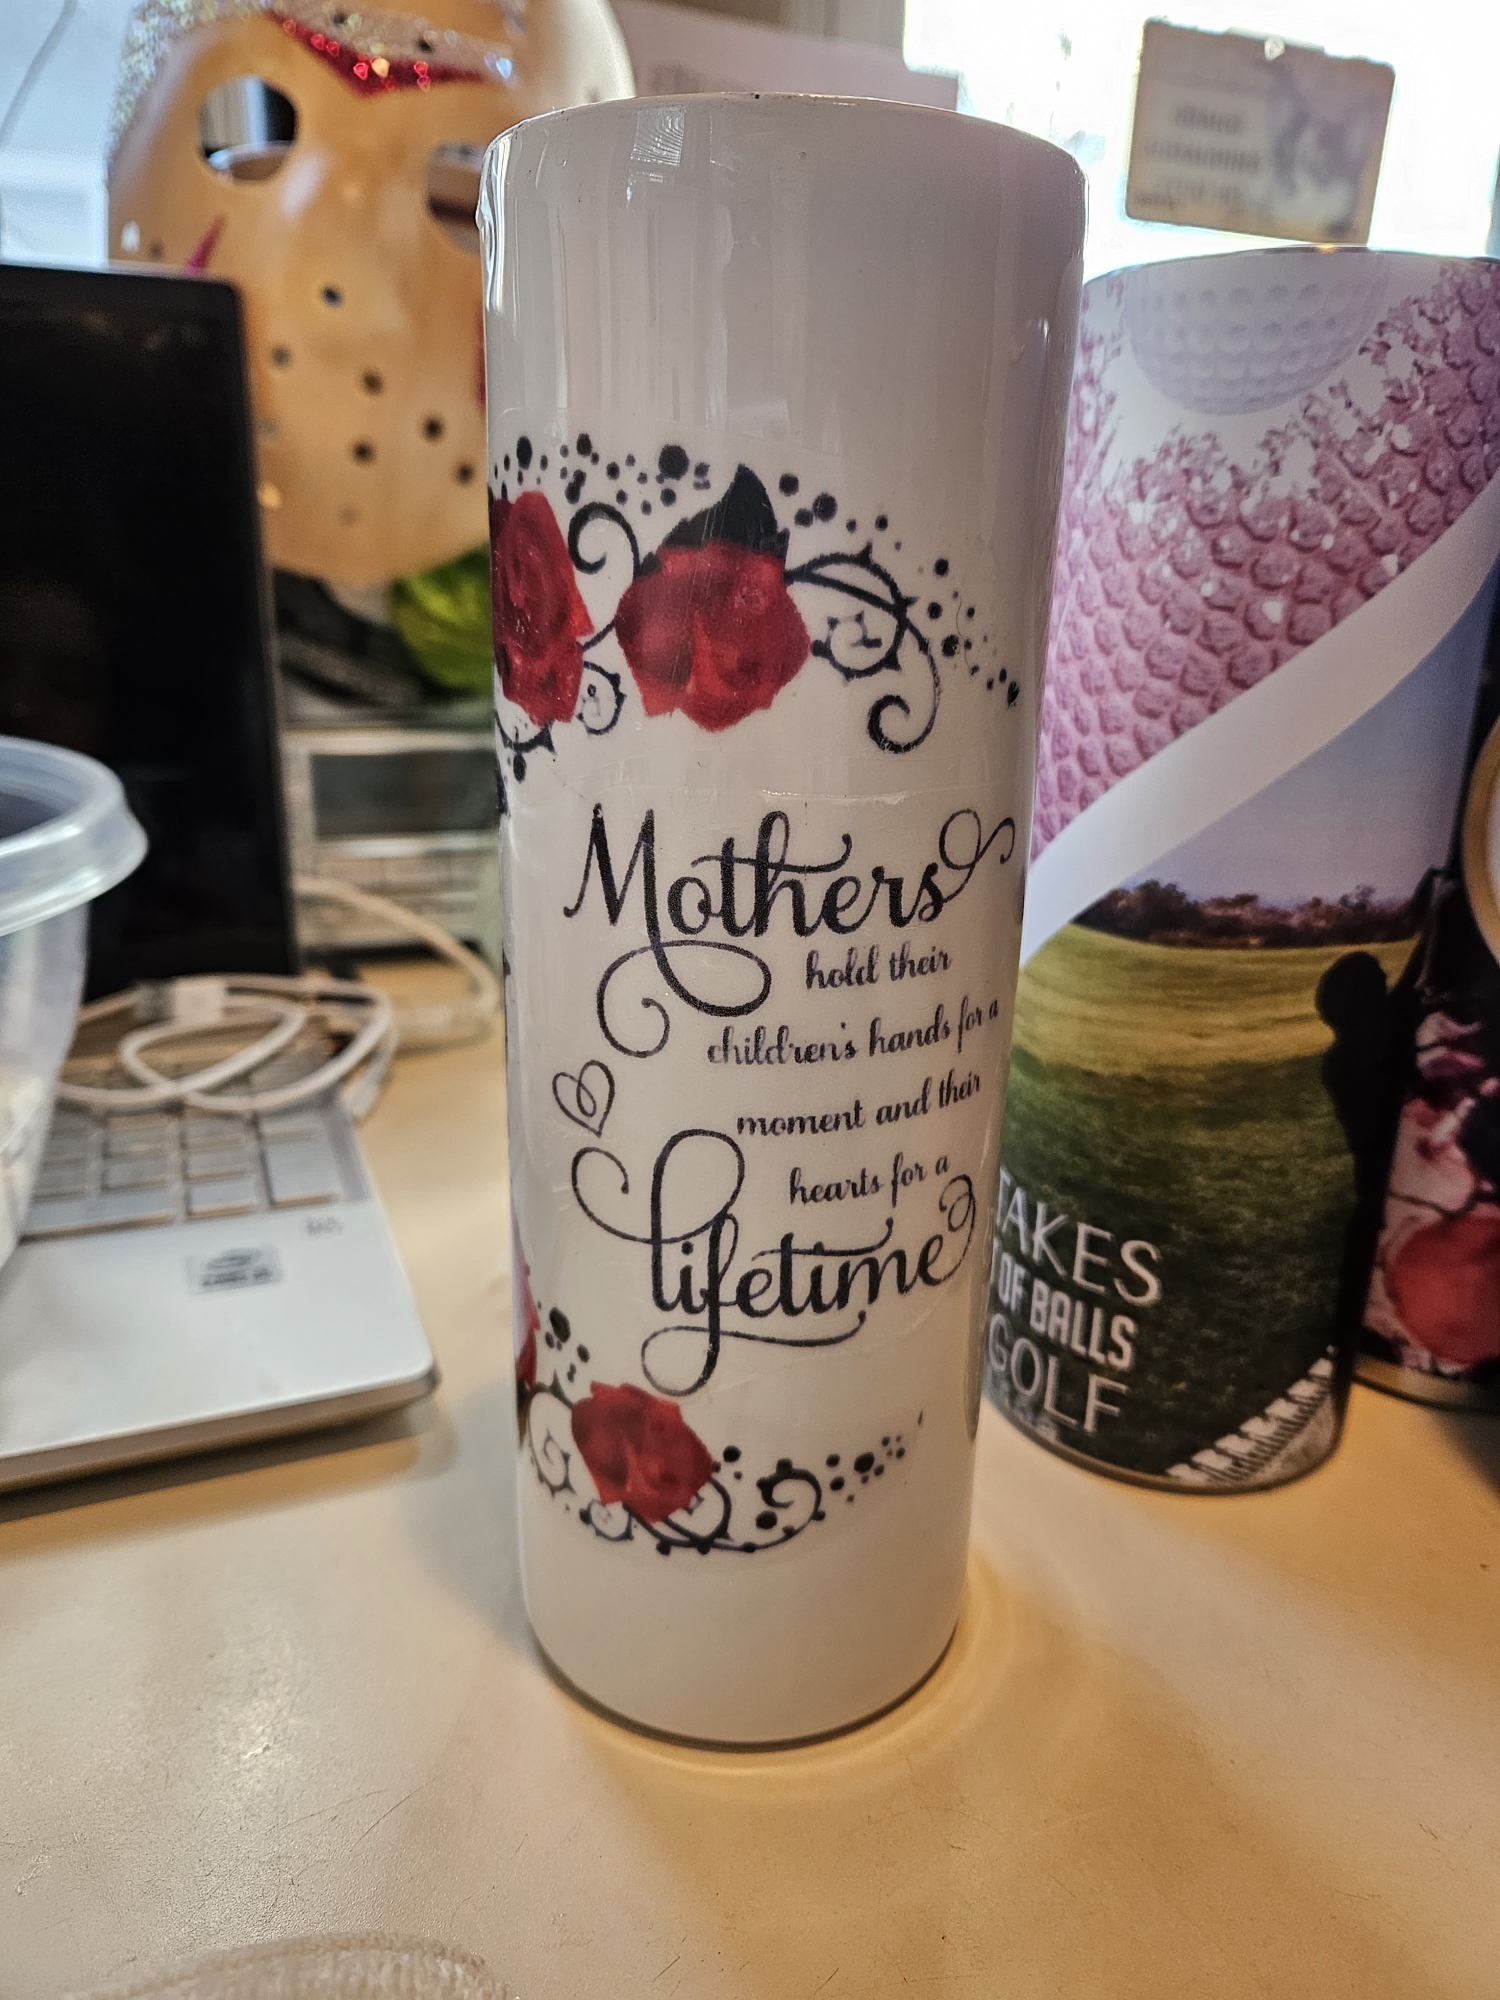 Mothers
hold their
children's hands for a
moment and their
hearts for a
lifetime
TAKES
OF BALLS
GOLF